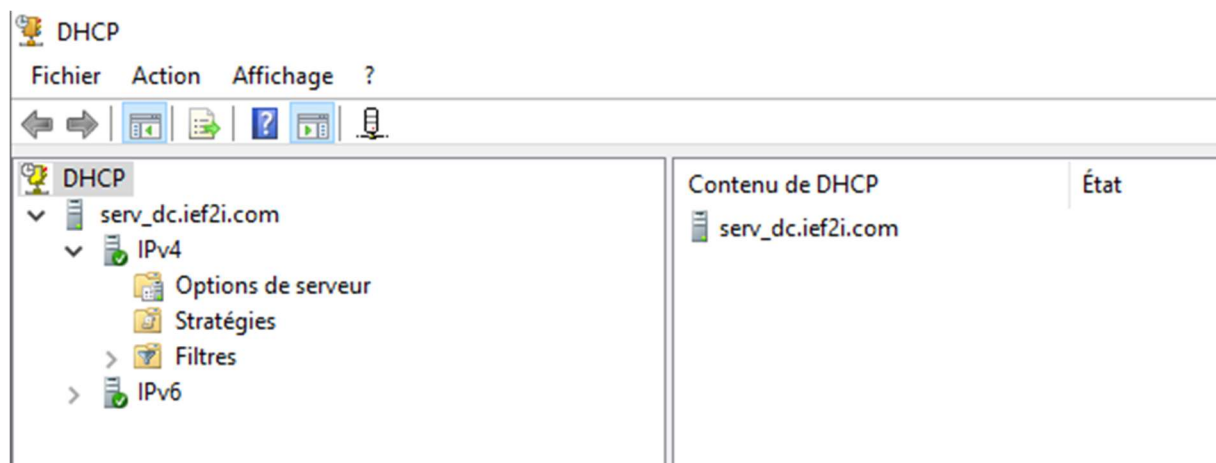 DHCP
Fichier Action Affichage ?
DHCP
serv_dc.ief2i.com
IPv4
Options de serveur
Stratégies
Filtres
IPv6
Contenu de DHCP État
serv_dc.ief2i.com